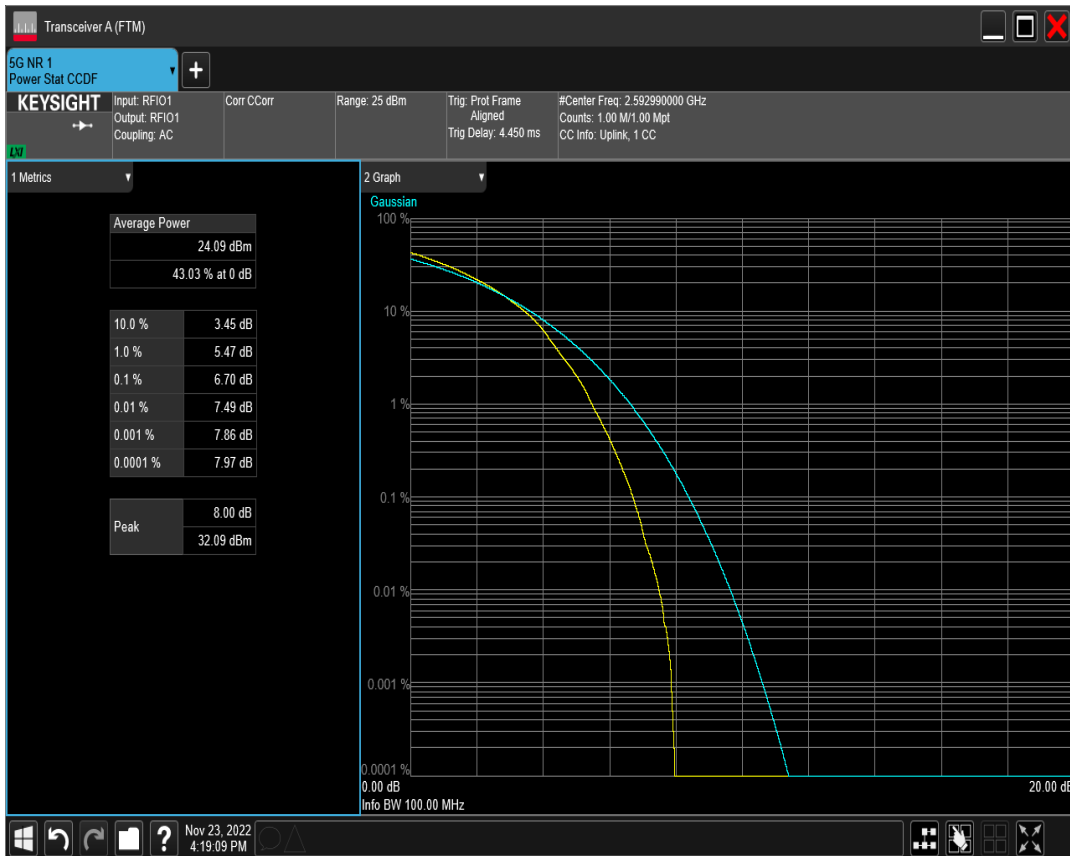 Transceiver A (FTM)
5G NR 1
Power Stat CCDF
+
KEYSIGHT
LXI
Input: RFIO1
Output: RFIO1
Coupling: AC
Corr CCorr
Range: 25 dBm
Trig: Prot Frame
Aligned
Trig Delay: 4.450 ms
#Center Freq: 2.592990000 GHz
Counts: 1.00 M/1.00 Mpt
CC Info: Uplink, 1 CC
1 Metrics
Average Power
24.09 dBm
43.03 % at 0 dB
10.0 % 3.45 dB
1.0 % 5.47 dB
0.1 % 6.70 dB
0.01 % 7.49 dB
0.001 % 7.86 dB
0.0001 % 7.97 dB
Peak 8.00 dB
32.09 dBm
2 Graph
Gaussian
100 %
10 %
1 %
0.1 %
0.01 %
0.001 %
0.0001 %
0.00 dB 20.00 dB
Info BW 100.00 MHz
?
Nov 23, 2022
4:19:09 PM